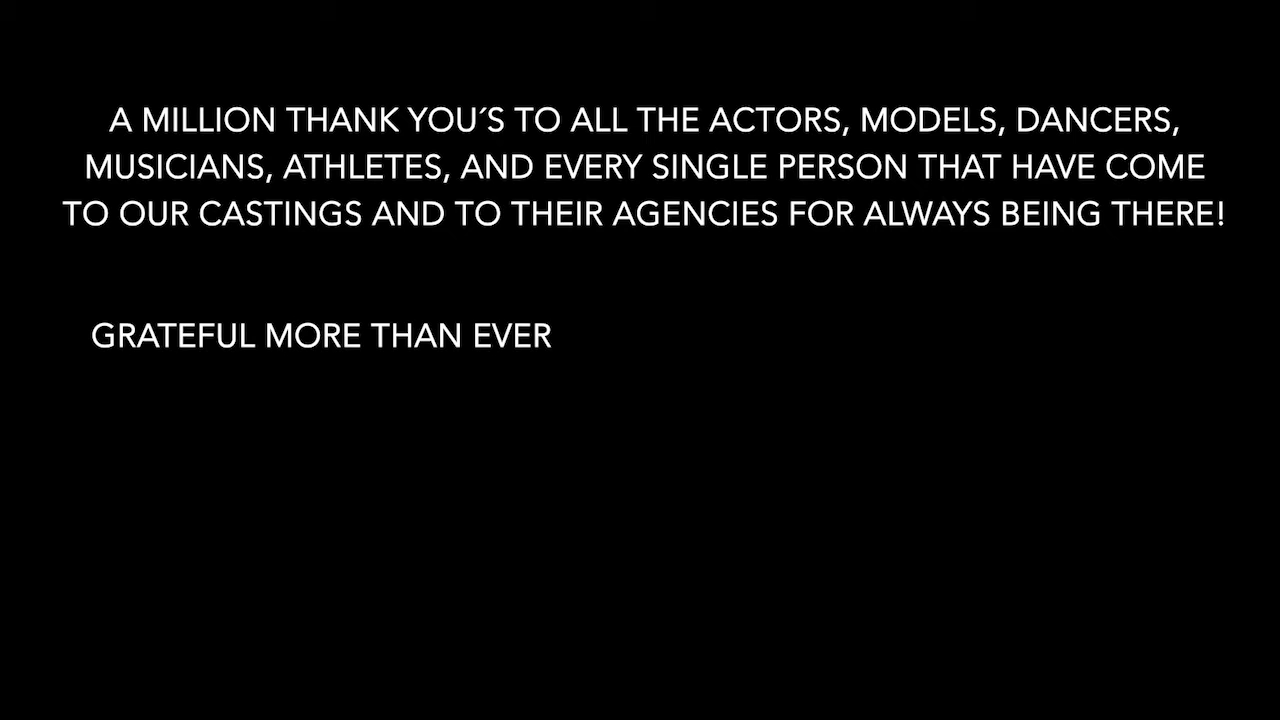 A MILLION THANK YOU´S TO ALL THE ACTORS, MODELS, DANCERS,
MUSICIANS, ATHLETES, AND EVERY SINGLE PERSON THAT HAVE COME
TO OUR CASTINGS AND TO THEIR AGENCIES FOR ALWAYS BEING THERE!
GRATEFUL MORE THAN EVER